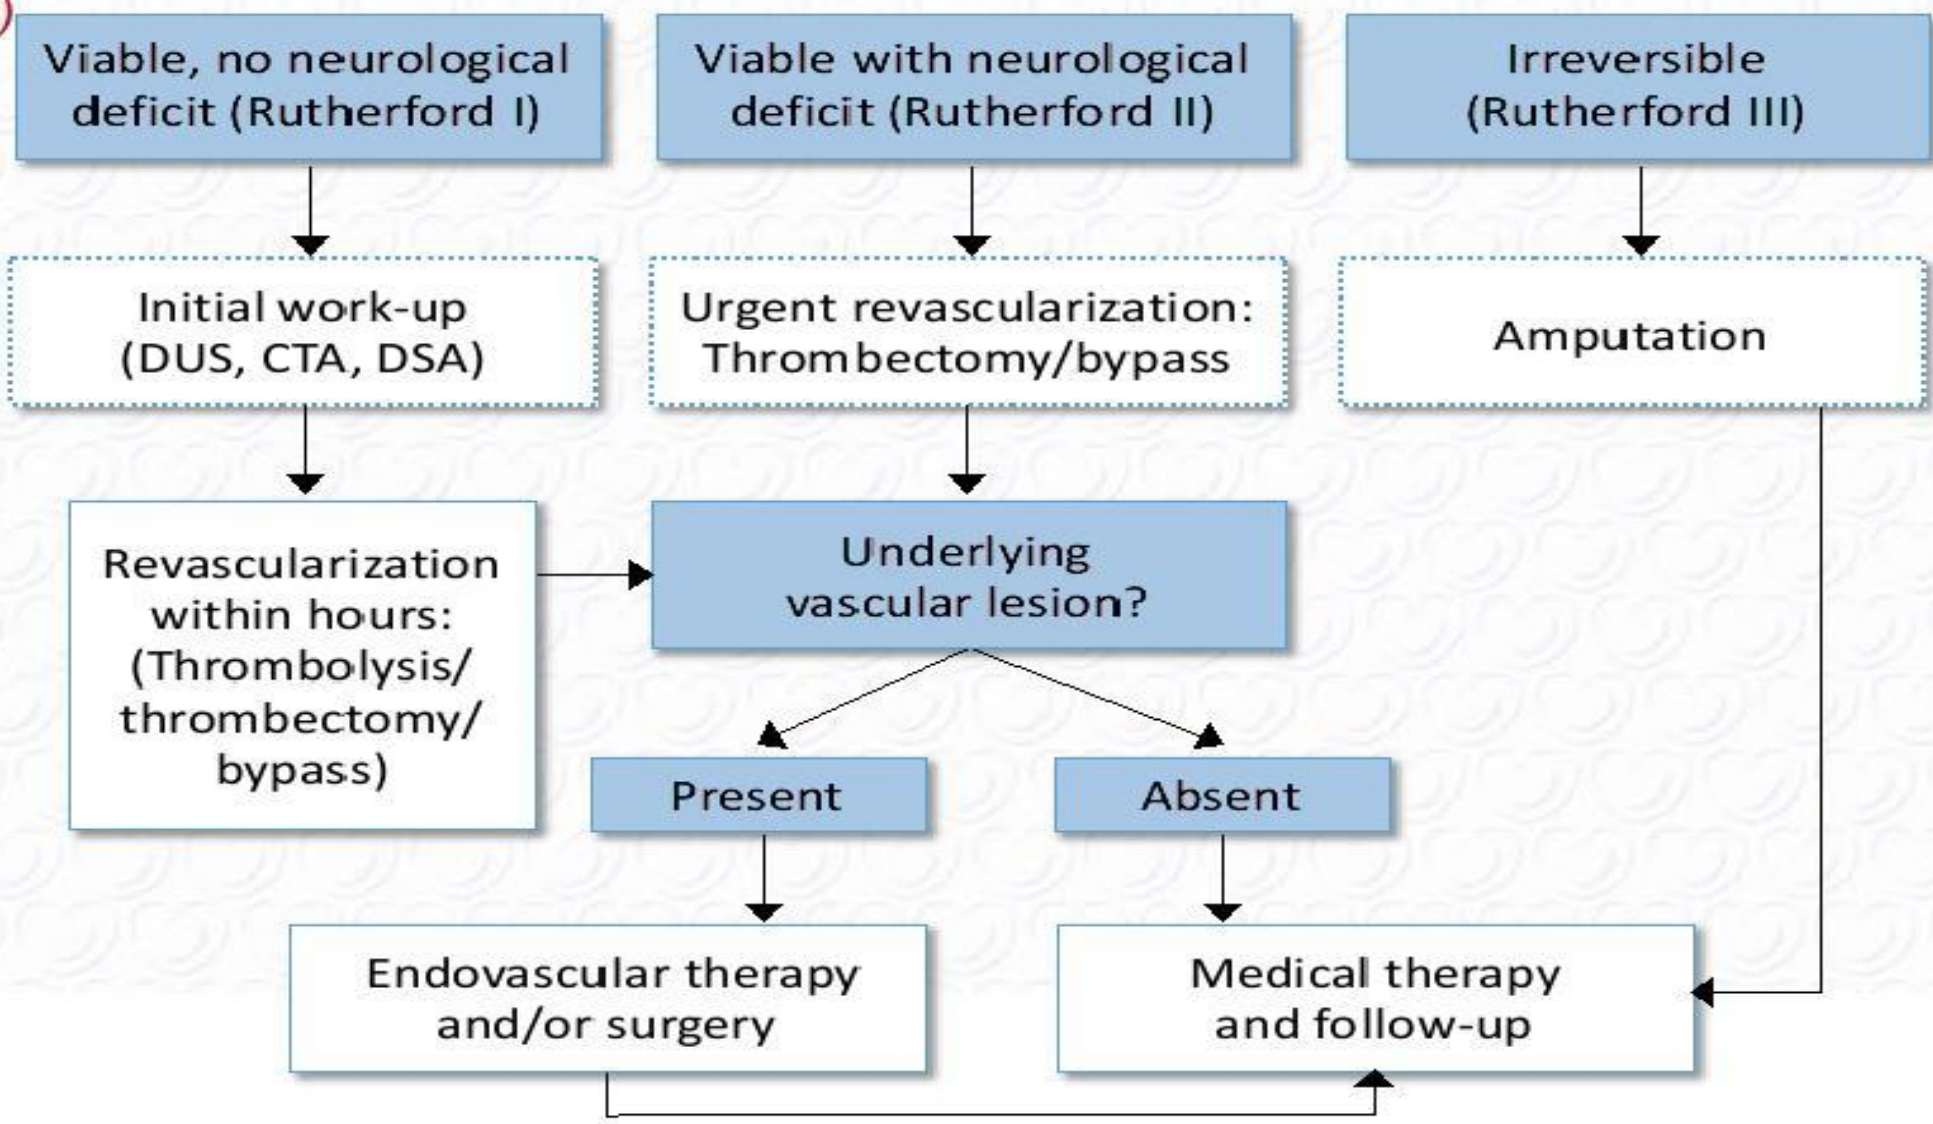 Viable, no neurological
deficit (Rutherford I)
Viable with neurological
deficit (Rutherford II)
Irreversible
(Rutherford III)
Initial work-up
(DUS, CTA, DSA)
Urgent revascularization:
Thrombectomy/bypass
Amputation
Revascularization
within hours:
(Thrombolysis/
thrombectomy/
bypass)
Underlying
vascular lesion?
Present
Absent
Endovascular therapy
and/or surgery
Medical therapy
and follow-up